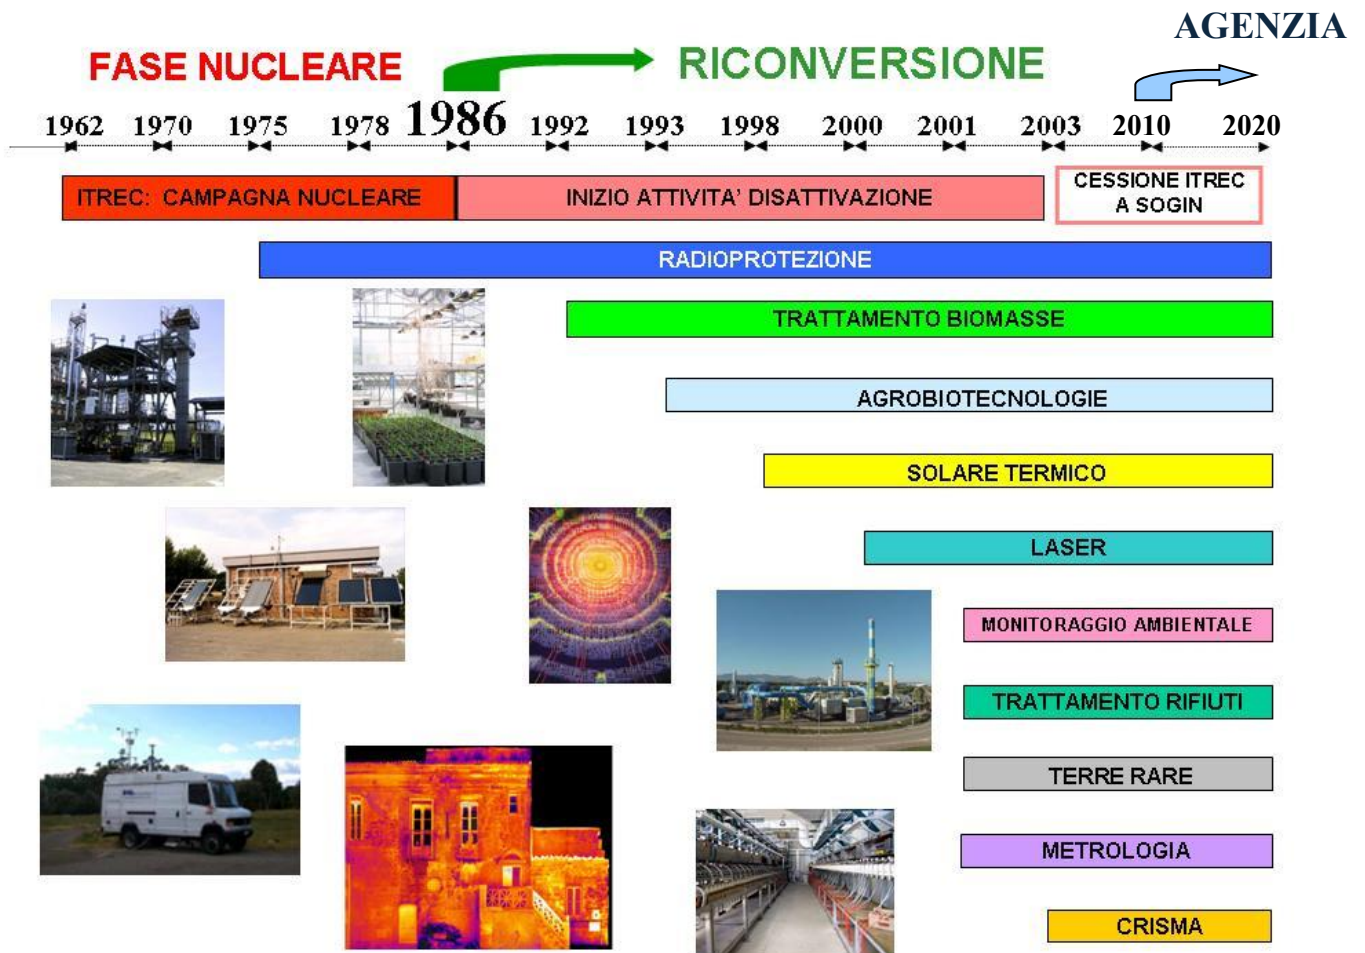 AGENZIA
FASE NUCLEARE
RICONVERSIONE
1962 1970 1975 1978 1986 1992 1993 1998 2000 2001 2003 2010 2020
ITREC: CAMPAGNA NUCLEARE
INIZIO ATTIVITA' DISATTIVAZIONE
CESSIONE ITREC
A SOGIN
RADIOPROTEZIONE
TRATTAMENTO BIOMASSE
AGROBIOTECNOLOGIE
SOLARE TERMICO
LASER
MONITORAGGIO AMBIENTALE
TRATTAMENTO RIFIUTI
TERRE RARE
METROLOGIA
CRISMA